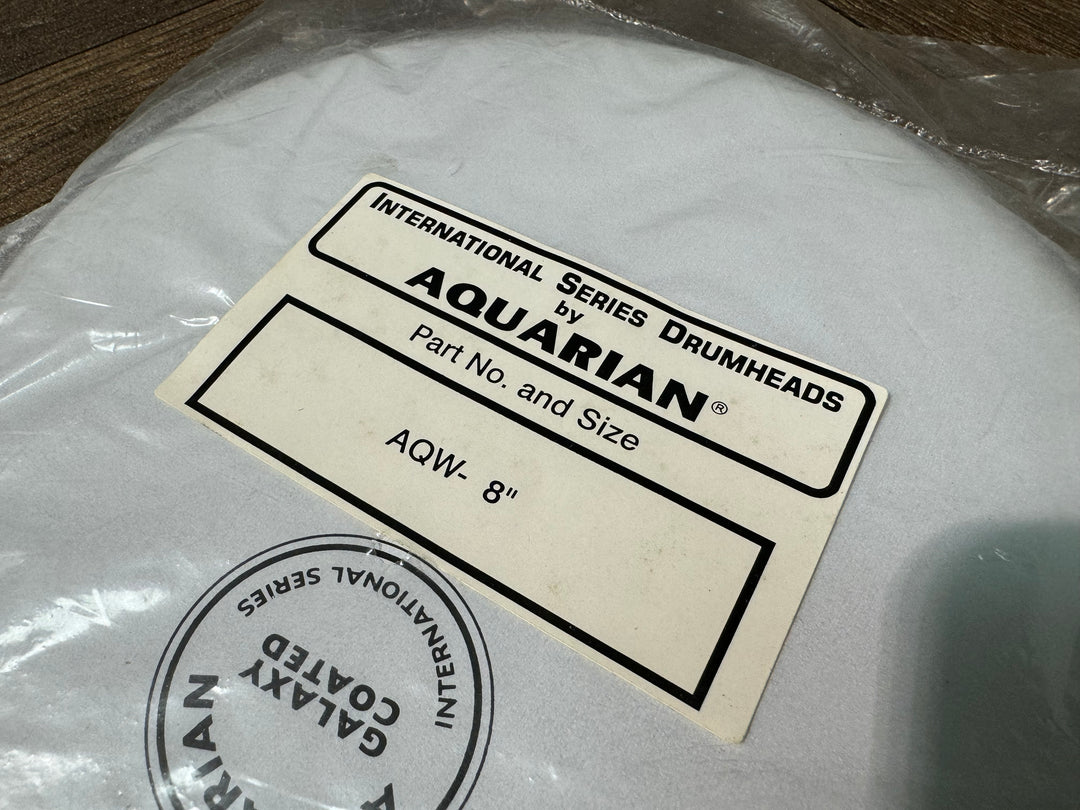 INTERNATIONAL SERIES DRUMHEADS
by
AQUARIAN®
Part No. and Size
AQW- 8"
INTERNATIONAL SERIES
GALAXY
COATED